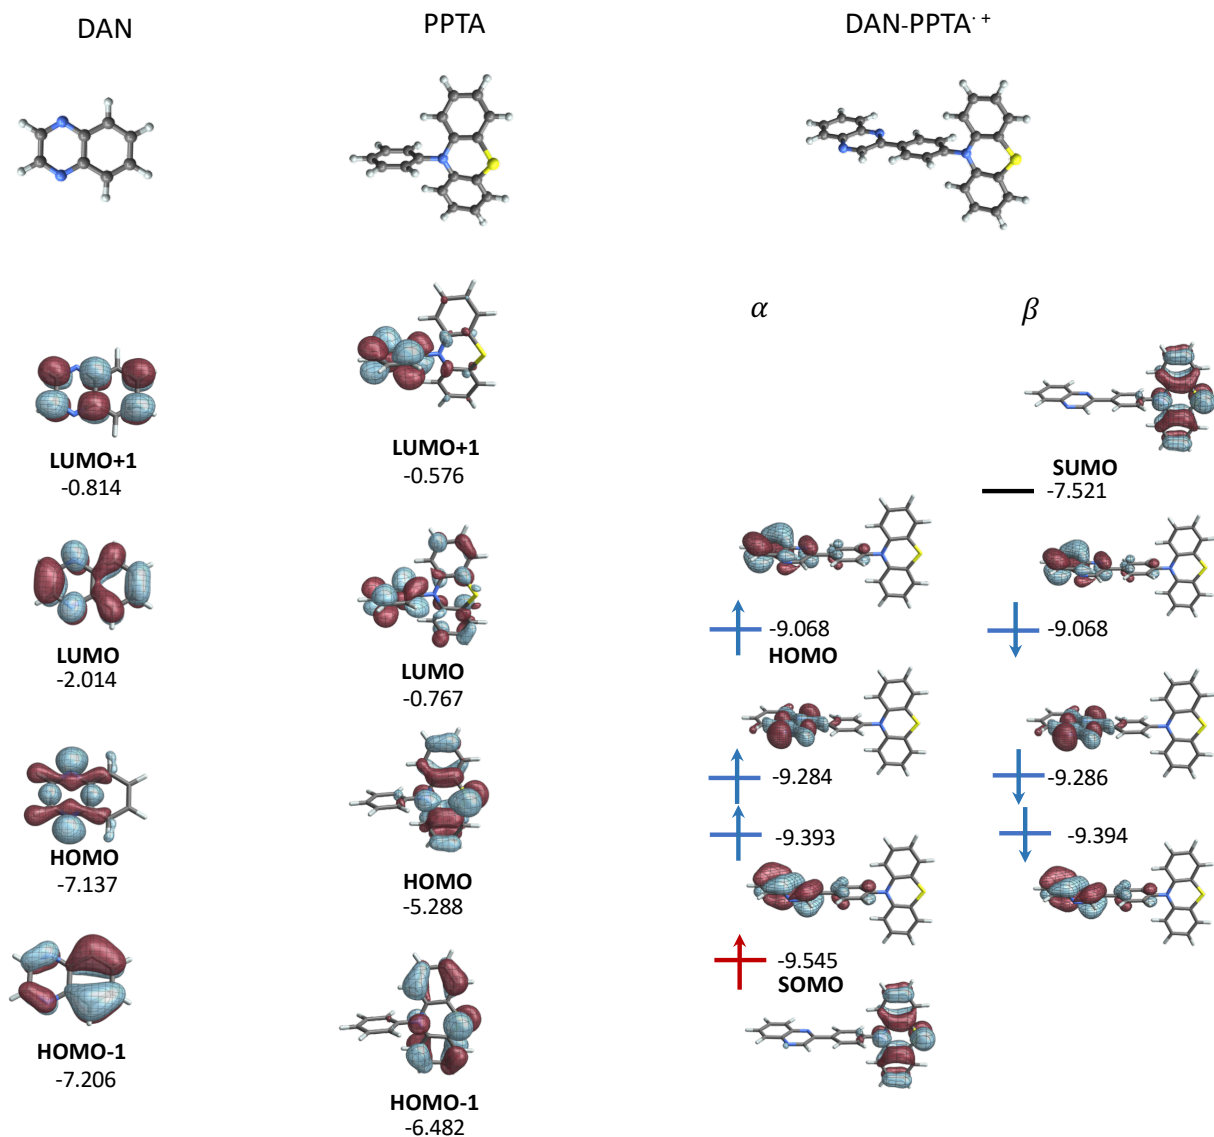 DAN
PPTA
DAN-PPTA·+
α
β
LUMO+1
-0.814
LUMO
-2.014
HOMO
-7.137
HOMO-1
-7.206
LUMO+1
-0.576
LUMO
-0.767
HOMO
-5.288
HOMO-1
-6.482
-9.068
HOMO
-9.284
-9.393
-9.545
SOMO
SUMO
-7.521
-9.068
-9.286
-9.394